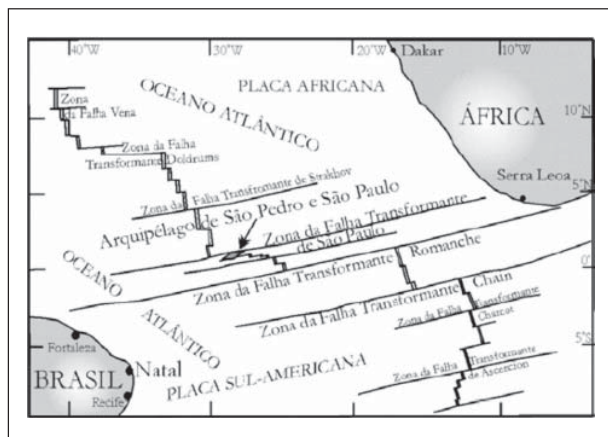 40°W
30°W
20°W
10°W
Dakar
OCEANO ATLÂNTICO
PLACA AFRICANA
Zona
da Falha Vena
ÁFRICA
10°N
Zona da Falha
Transformante Doldrums
Serra Leoa
5°N
Zona da Falha Transfromante de Strakhov
Arquipélago de São Pedro e São Paulo
Zona da Falha Transformante
de São Paulo
OCEANO
ATLÂNTICO
Zona da Falha Transformante Romanche
0°
Zona da Falha Transformante Chain
Zona da Falha Transformante
Charcot
Fortaleza
Natal
BRASIL
Recife
PLACA SUL-AMERICANA
5°S
Zona da Falha Transformante
de Ascencion